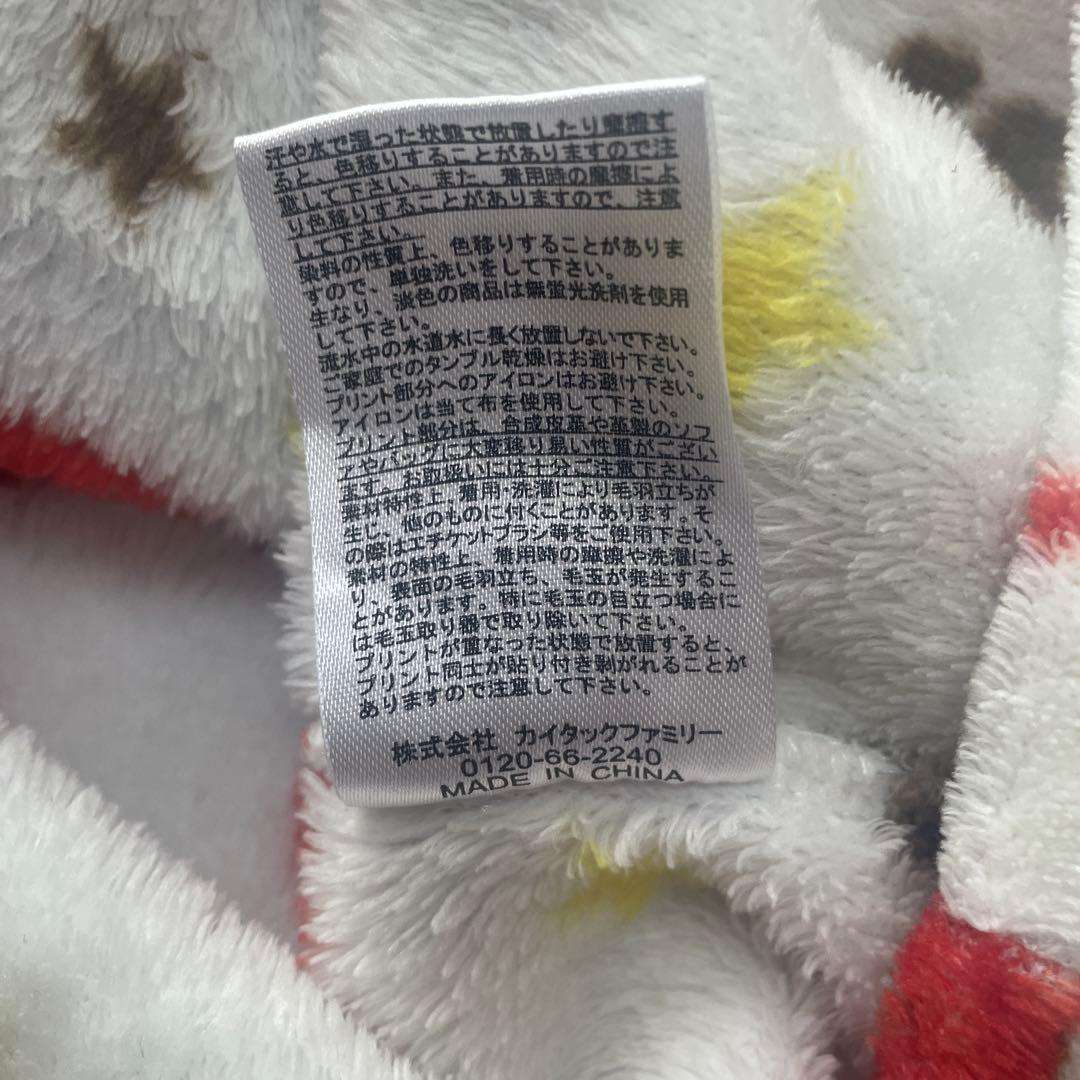 汗や水で湿った状態で放置したり摩擦す
ると、色移りすることがありますので注
意して下さい。また、着用時の摩擦によ
り色移りすることがありますので、注意
して下さい。
染料の性質上、色移りすることがありま
すので、単独洗いをして下さい。
生なり、淡色の商品は無蛍光洗剤を使用
して下さい。
流水中の水道水に長く放置しないで下さい。
ご家庭でのタンブル乾燥はお避け下さい。
プリント部分へのアイロンはお避け下さい。
アイロンは当て布を使用して下さい。
プリント部分は、合成皮革や革製のソフ
アやバッグに大変移り易い性質がござい
ます。お取扱いには十分ご注意下さい。
素材特性上、着用・洗濯により毛羽立ちが
生じ、他のものに付くことがあります。そ
の際はエチケットブラシ等をご使用下さい。
素材の特性上、着用時の摩擦や洗濯によ
り、表面の毛羽立ち、毛玉が発生するこ
とがあります。特に毛玉の目立つ場合に
は毛玉取り器で取り除いて下さい。
プリントが重なった状態で放置すると、
プリント同士が貼り付き剥がれることが
ありますので注意して下さい。
株式会社 カイタックファミリー
0120-66-2240
MADE IN CHINA